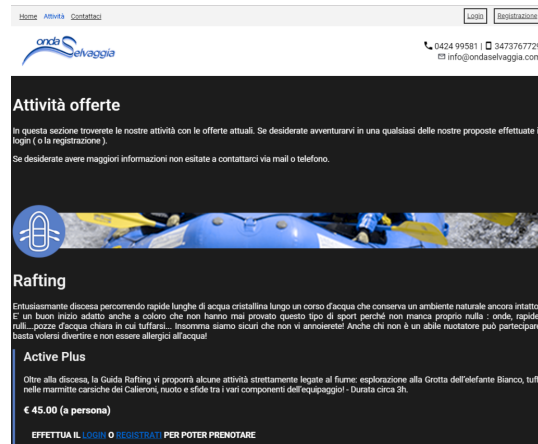 Home Attività Contattaci
Login Registrazione
onda Selvaggia
0424 99581 | 3473767729
info@ondaselvaggia.com
Attività offerte
In questa sezione troverete le nostre attività con le offerte attuali. Se desiderate avventurarvi in una qualsiasi delle nostre proposte effettuate
login ( o la registrazione ).
Se desiderate avere maggiori informazioni non esitate a contattarci via mail o telefono.
Rafting
Entusiasmante discesa percorrendo rapide lunghe di acqua cristallina lungo un corso d'acqua che conserva un ambiente naturale ancora intatto
E' un buon inizio adatto anche a coloro che non hanno mai provato questo tipo di sport perché non manca proprio nulla : onde, rapide
rulli....pozze d'acqua chiara in cui tuffarsi... Insomma siamo sicuri che non vi annoierete! Anche chi non è un abile nuotatore può partecipare
basta volersi divertire e non essere allergici all'acqua!
Active Plus
Oltre alla discesa, la Guida Rafting vi proporrà alcune attività strettamente legate al fiume: esplorazione alla Grotta dell'elefante Bianco, tuff
nelle marmitte carsiche dei Calieroni, nuoto e sfide tra i vari componenti dell'equipaggio! - Durata circa 3h.
€ 45.00 (a persona)
EFFETTUA IL LOGIN O REGISTRATI PER POTER PRENOTARE